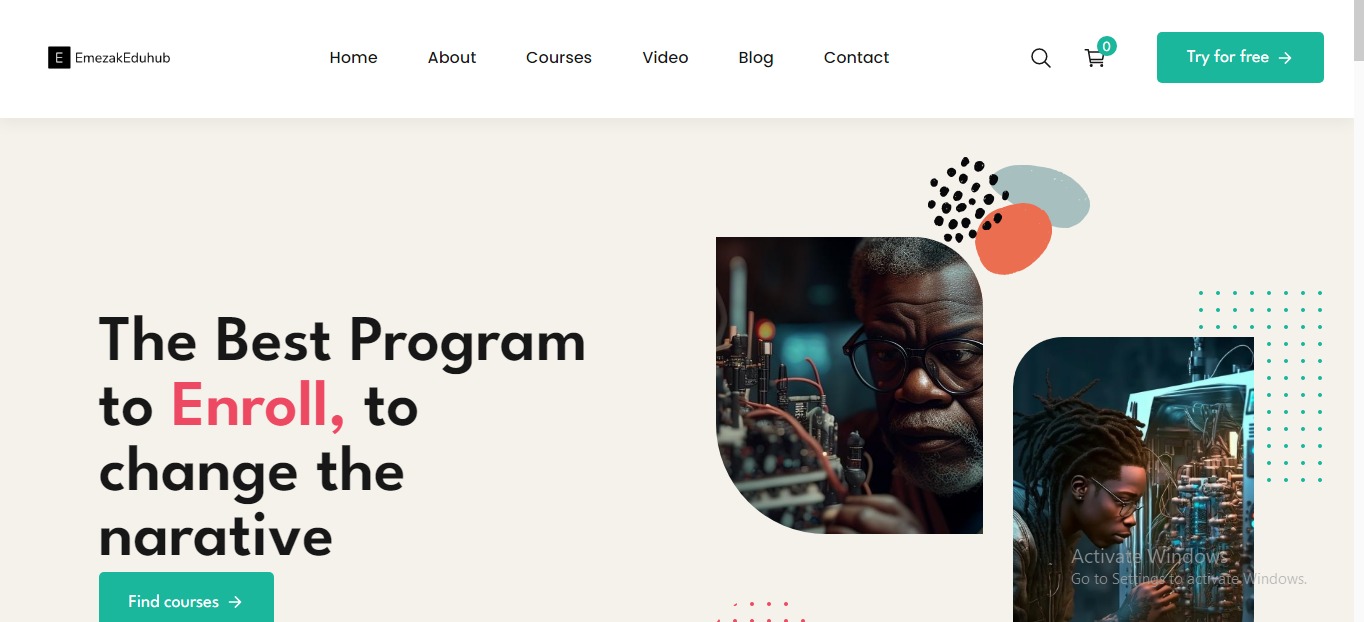 E EmezakEduhub
Home About Courses Video Blog Contact
0
Try for free
The Best Program
to Enroll, to
change the
narative
Find courses
Activate Windows
Go to Settings to activate Windows.